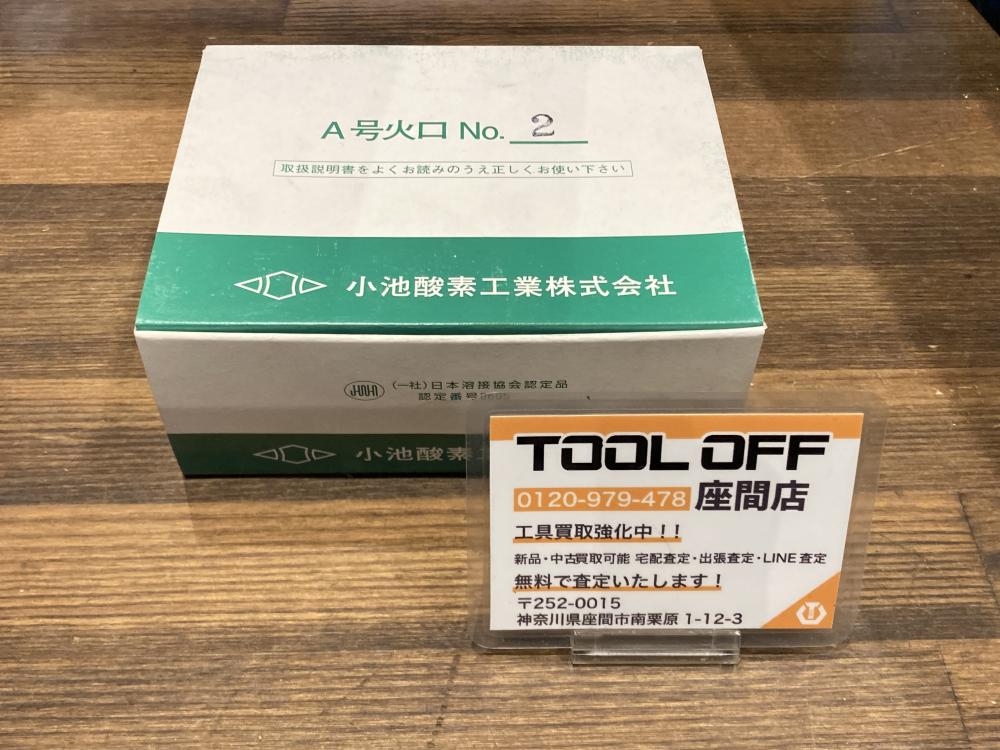 A号火口 No. 2
取扱説明書をよくお読みのうえ正しくお使い下さい
小池酸素工業株式会社
(一社)日本溶接協会認定品
認定番号
小池酸素
TOOL OFF
0120-979-478 座間店
工具買取強化中!!
新品・中古買取可能 宅配査定・出張査定・LINE査定
無料で査定いたします!
〒252-0015
神奈川県座間市南栗原 1-12-3